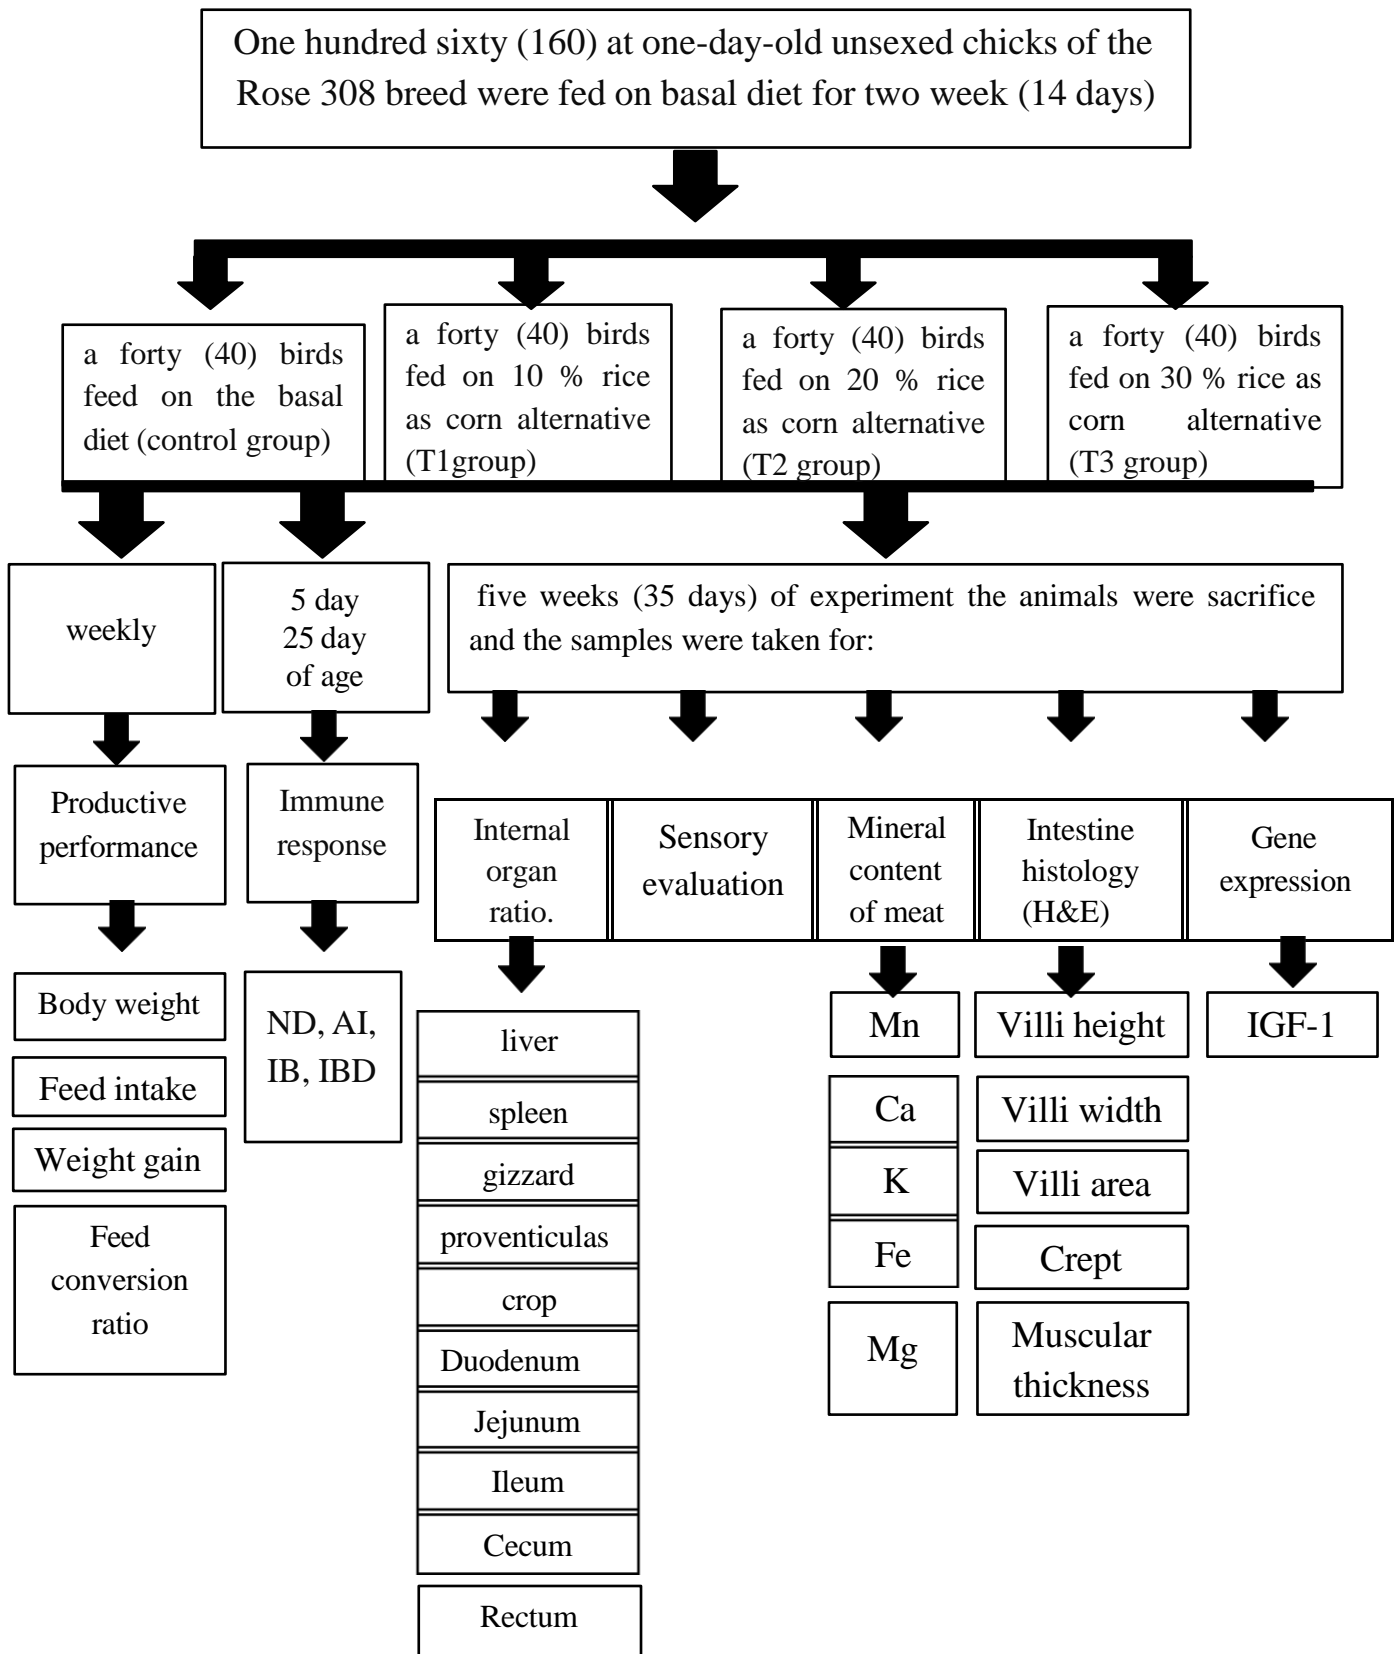 One hundred sixty (160) at one-day-old unsexed chicks of the
Rose 308 breed were fed on basal diet for two week (14 days)
a forty (40) birds
feed on the basal
diet (control group)
a forty (40) birds
fed on 10 % rice
as corn alternative
(T1group)
a forty (40) birds
fed on 20 % rice
as corn alternative
(T2 group)
a forty (40) birds
fed on 30 % rice as
corn alternative
(T3 group)
weekly
5 day
25 day
of age
five weeks (35 days) of experiment the animals were sacrifice
and the samples were taken for:
Productive
performance
Immune
response
Internal
organ
ratio.
Sensory
evaluation
Mineral
content
of meat
Intestine
histology
(H&E)
Gene
expression
Body weight
Feed intake
Weight gain
Feed
conversion
ratio
ND, AI,
IB, IBD
liver
spleen
gizzard
proventiculas
crop
Duodenum
Jejunum
Ileum
Cecum
Rectum
Mn
Ca
K
Fe
Mg
Villi height
Villi width
Villi area
Crept
Muscular
thickness
IGF-1